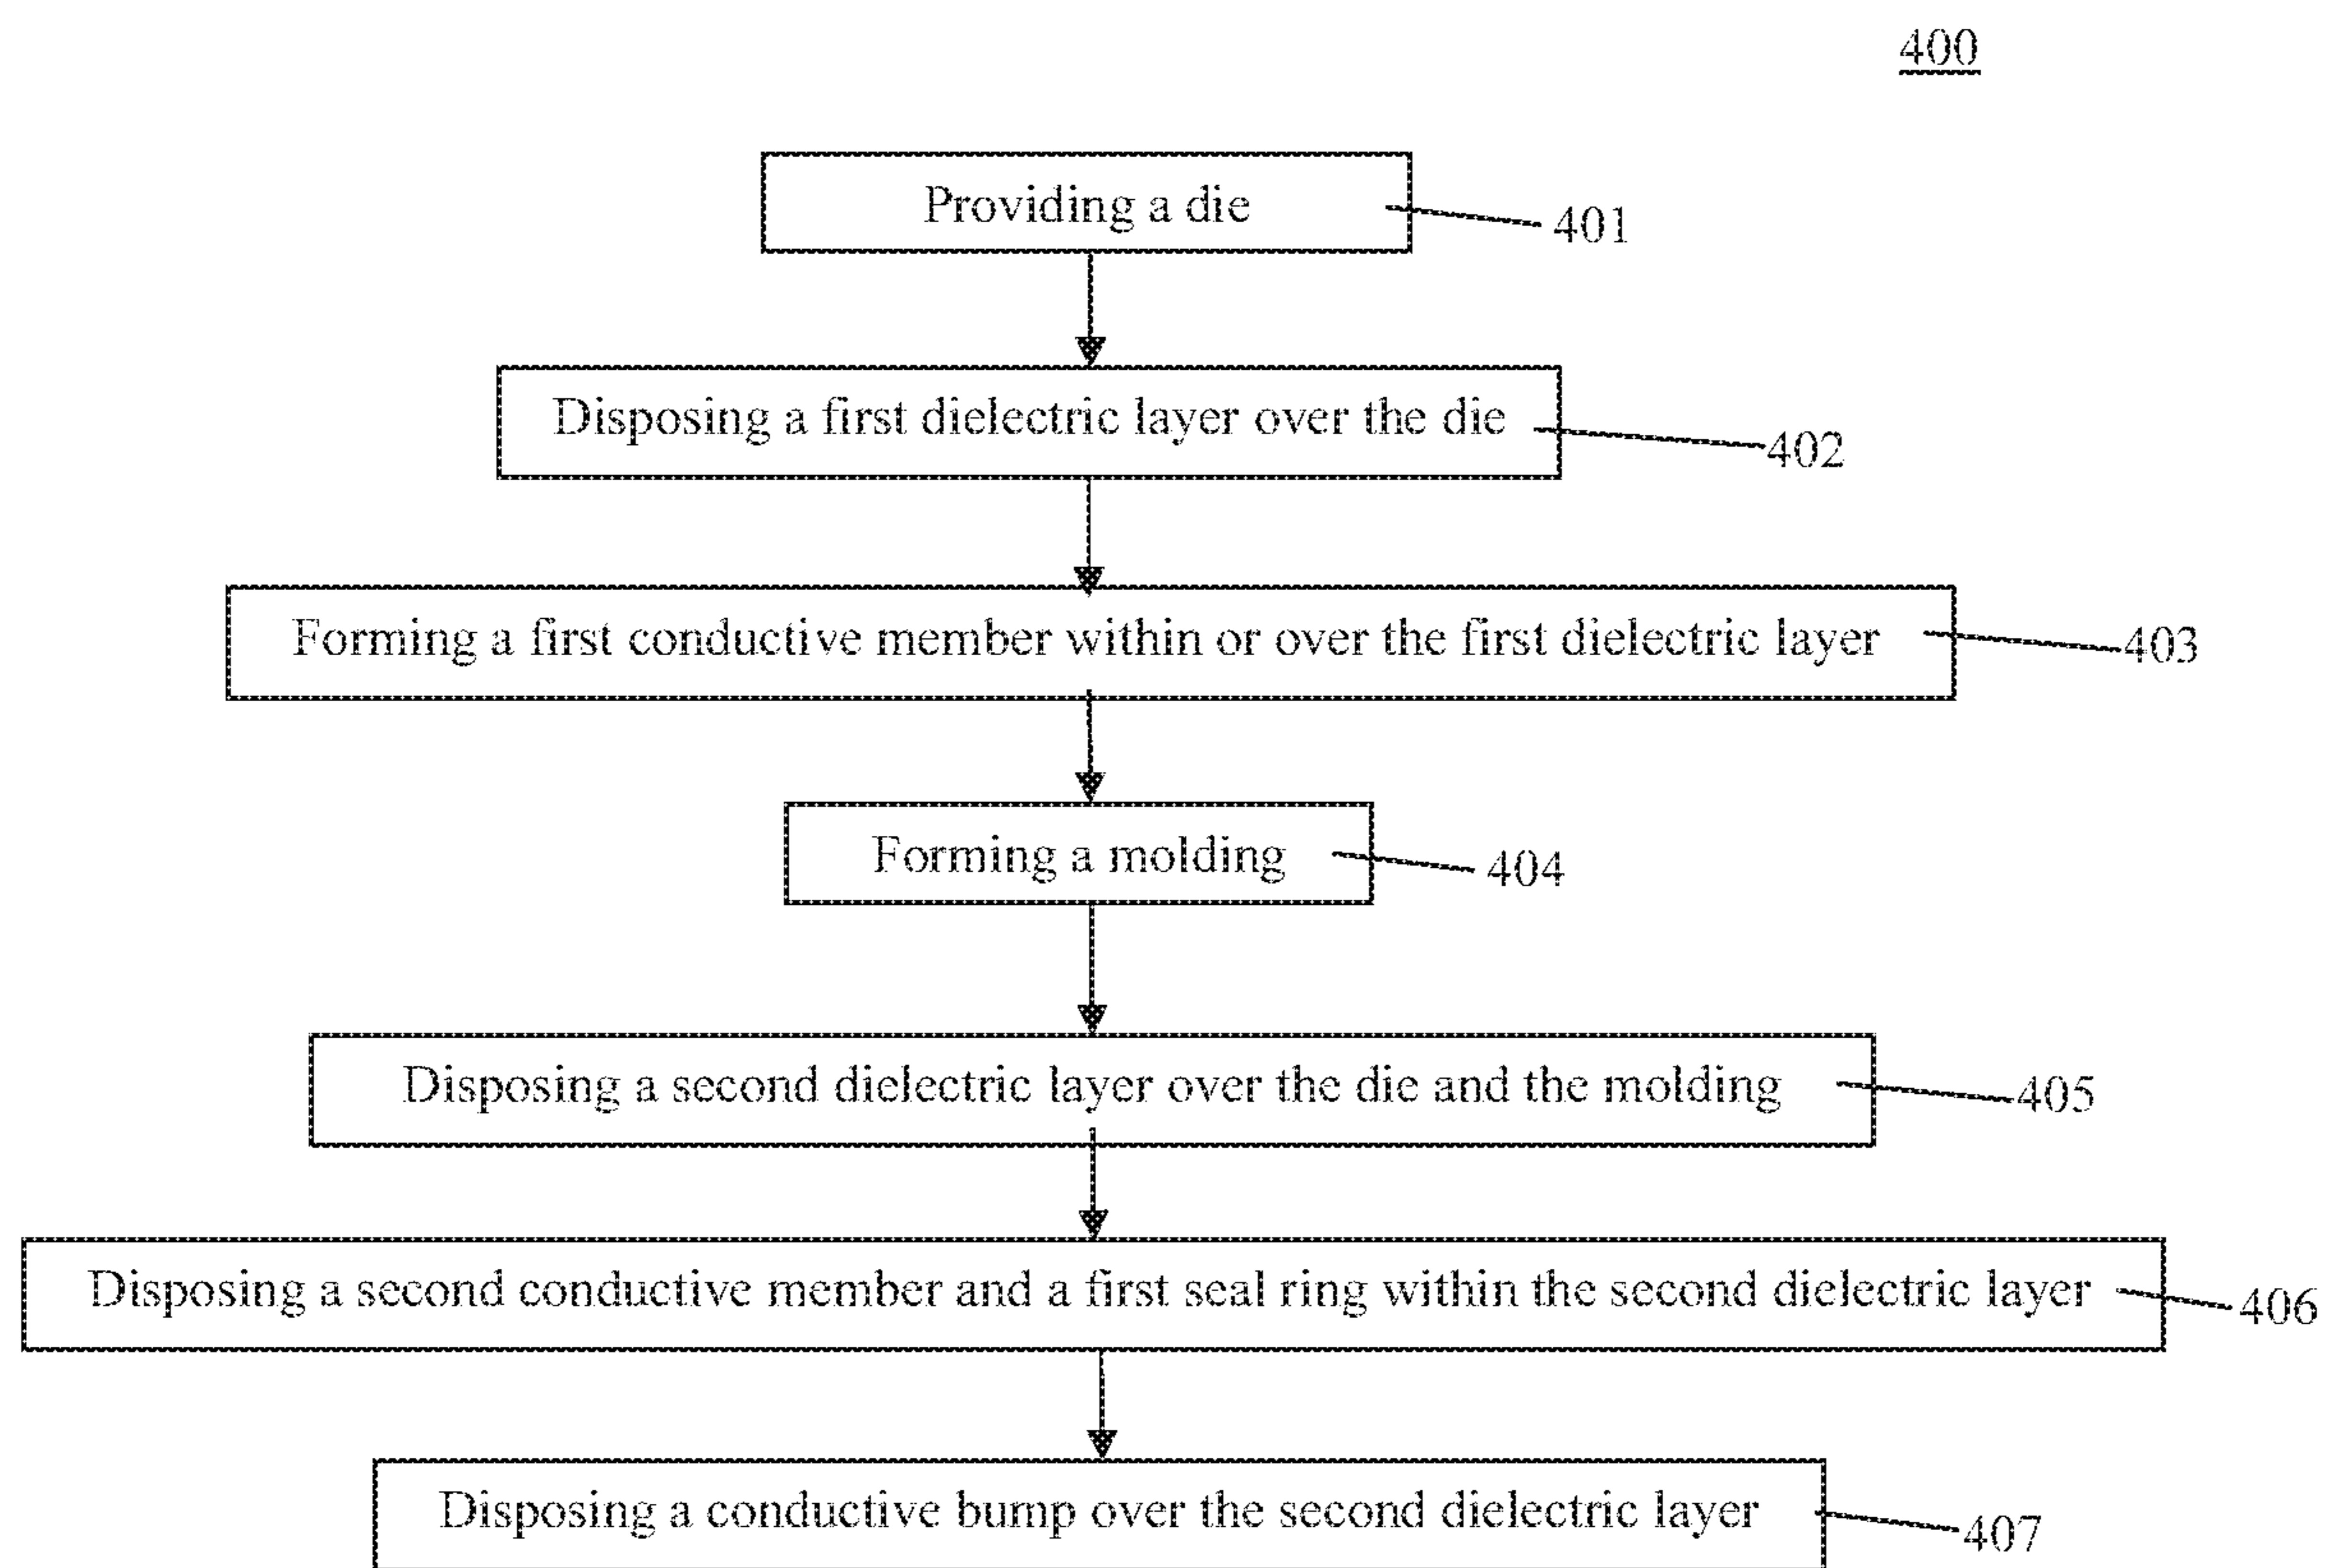 400
Providing a die
401
Disposing a first dielectric layer over the die
402
Forming a first conductive member within or over the first dielectric layer
403
Forming a molding
404
Disposing a second dielectric layer over the die and the molding
405
Disposing a second conductive member and a first seal ring within the second dielectric layer
406
Disposing a conductive bump over the second dielectric layer
407